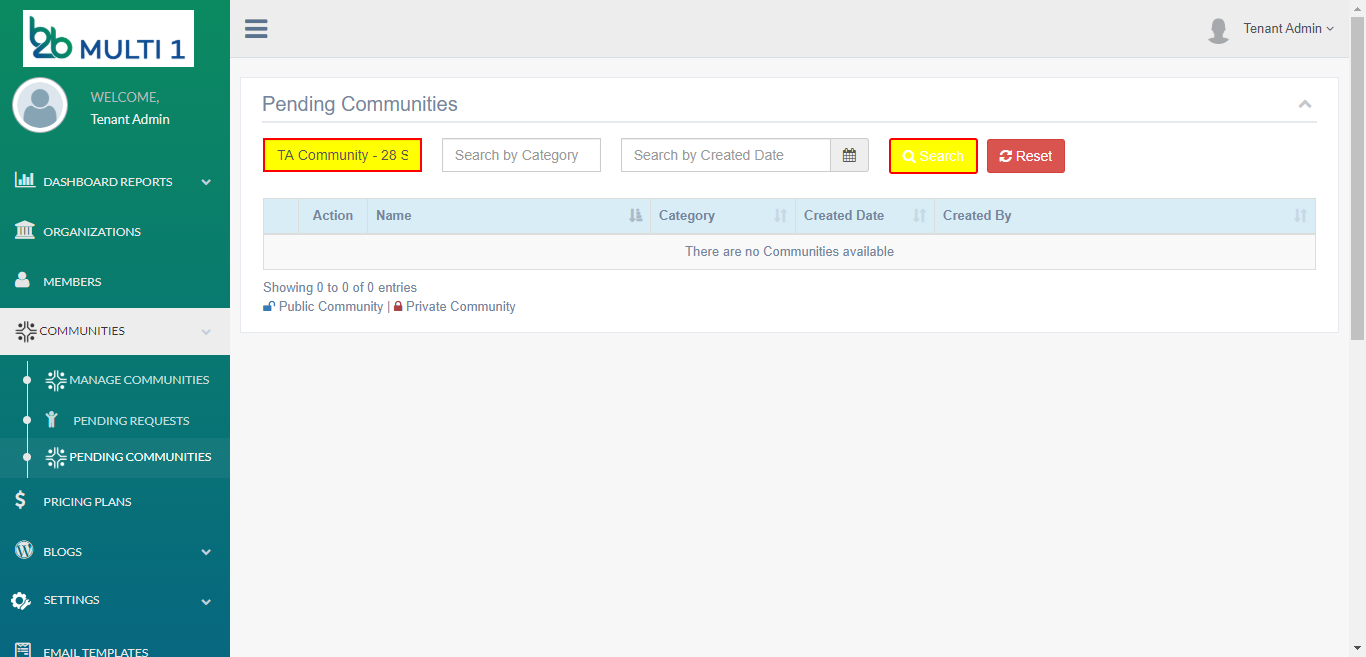 b2b MULTI 1
WELCOME,
Tenant Admin
DASHBOARD REPORTS
ORGANIZATIONS
MEMBERS
COMMUNITIES
MANAGE COMMUNITIES
PENDING REQUESTS
PENDING COMMUNITIES
PRICING PLANS
BLOGS
SETTINGS
EMAIL TEMPLATES
Tenant Admin
Pending Communities
TA Community - 28 S Search by Category Search by Created Date Search Reset
Action Name Category Created Date Created By
There are no Communities available
Showing 0 to 0 of 0 entries
Public Community | Private Community